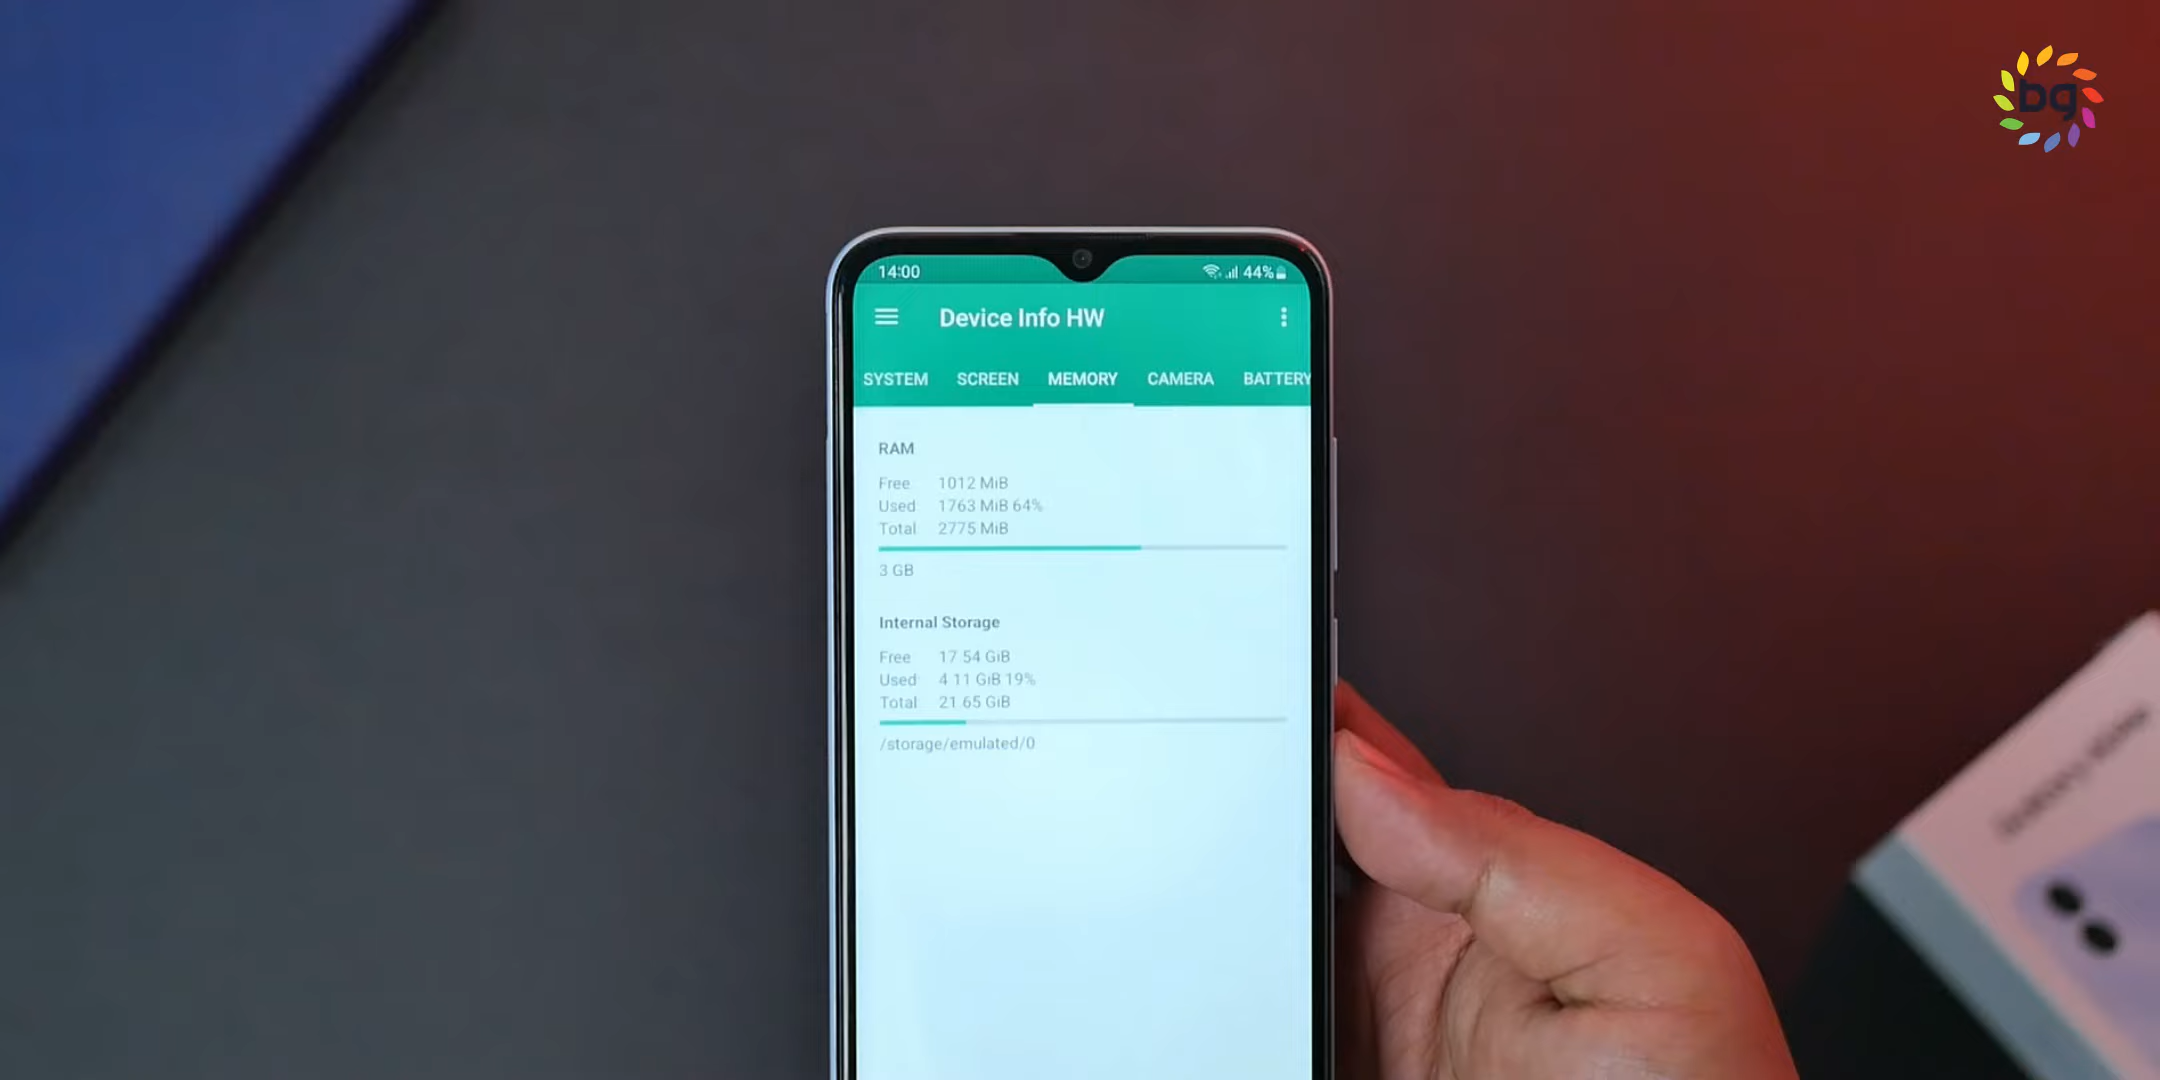 bg
14:00 44%
Device Info HW
SYSTEM SCREEN MEMORY CAMERA BATTERY
RAM
Free 1012 MiB
Used 1763 MiB 64%
Total 2775 MiB
3 GB
Internal Storage
Free 17.54 GiB
Used 4.11 GiB 19%
Total 21.65 GiB
/storage/emulated/0